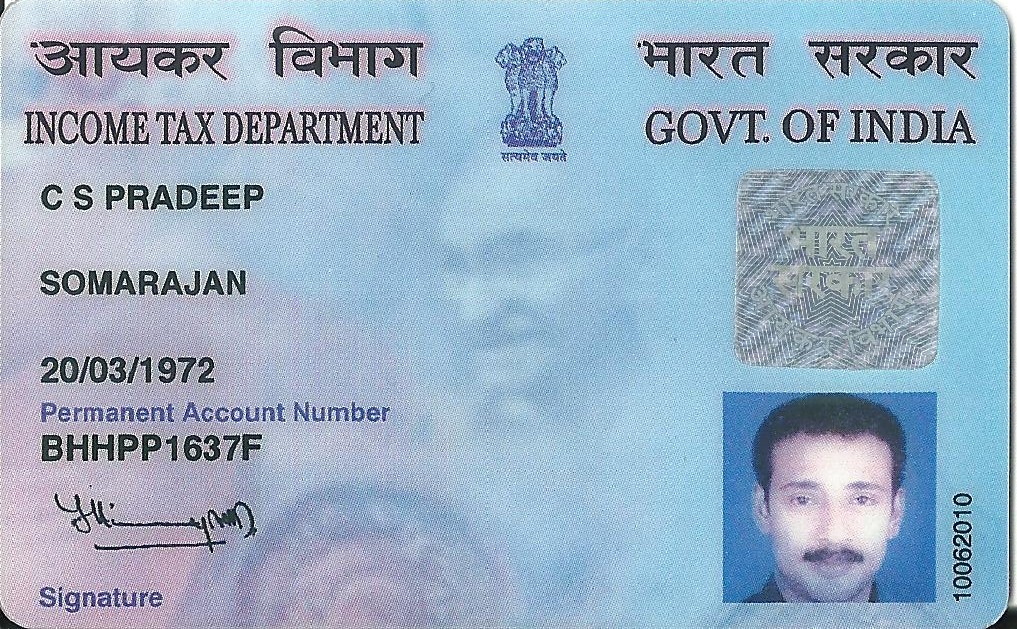 आयकर विभाग
भारत सरकार
INCOME TAX DEPARTMENT
GOVT. OF INDIA
सत्यमेव जयते
C S PRADEEP
भारत
सरकार
SOMARAJAN
20/03/1972
Permanent Account Number
BHHPP1637F
Signature
10062010